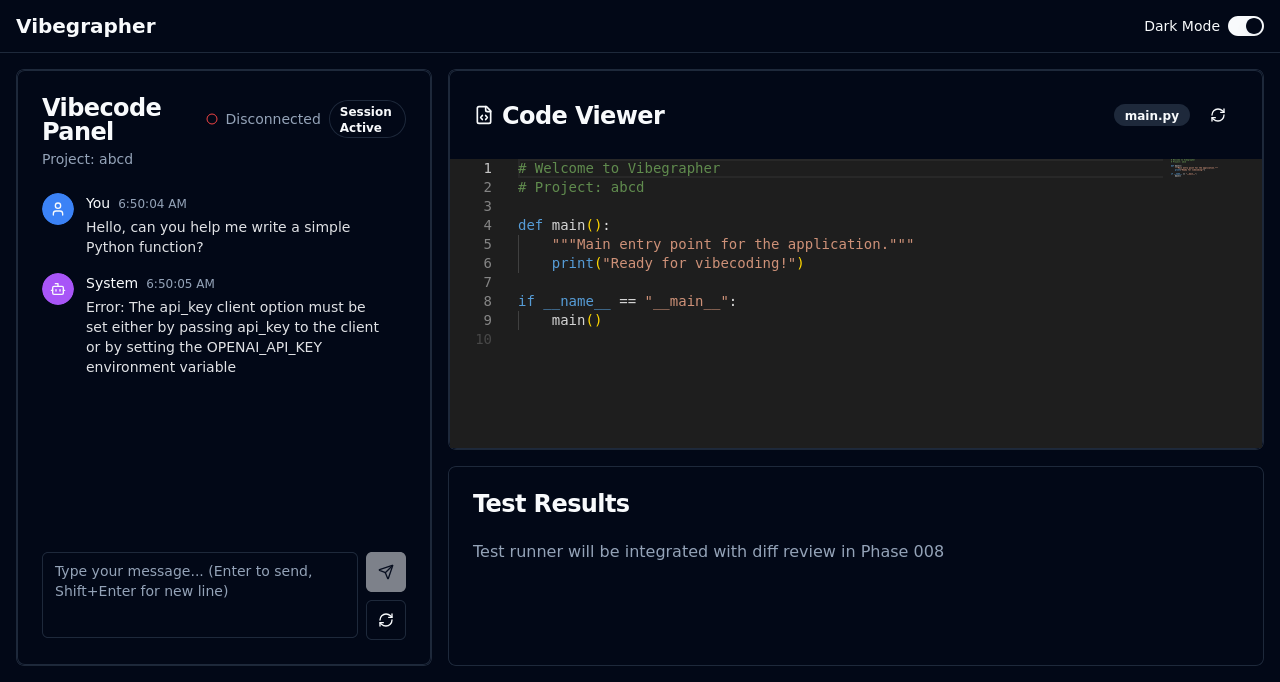 Vibegrapher
Dark Mode
Vibecode
Panel
Disconnected
Session
Active
Project: abcd
You 6:50:04 AM
Hello, can you help me write a simple
Python function?
System 6:50:05 AM
Error: The api_key client option must be
set either by passing api_key to the client
or by setting the OPENAI_API_KEY
environment variable
Type your message... (Enter to send,
Shift+Enter for new line)
Code Viewer
main.py
1 # Welcome to Vibegrapher
2 # Project: abcd
3
4 def main():
5     """Main entry point for the application."""
6     print("Ready for vibecoding!")
7
8 if __name__ == "__main__":
9     main()
10
Test Results
Test runner will be integrated with diff review in Phase 008